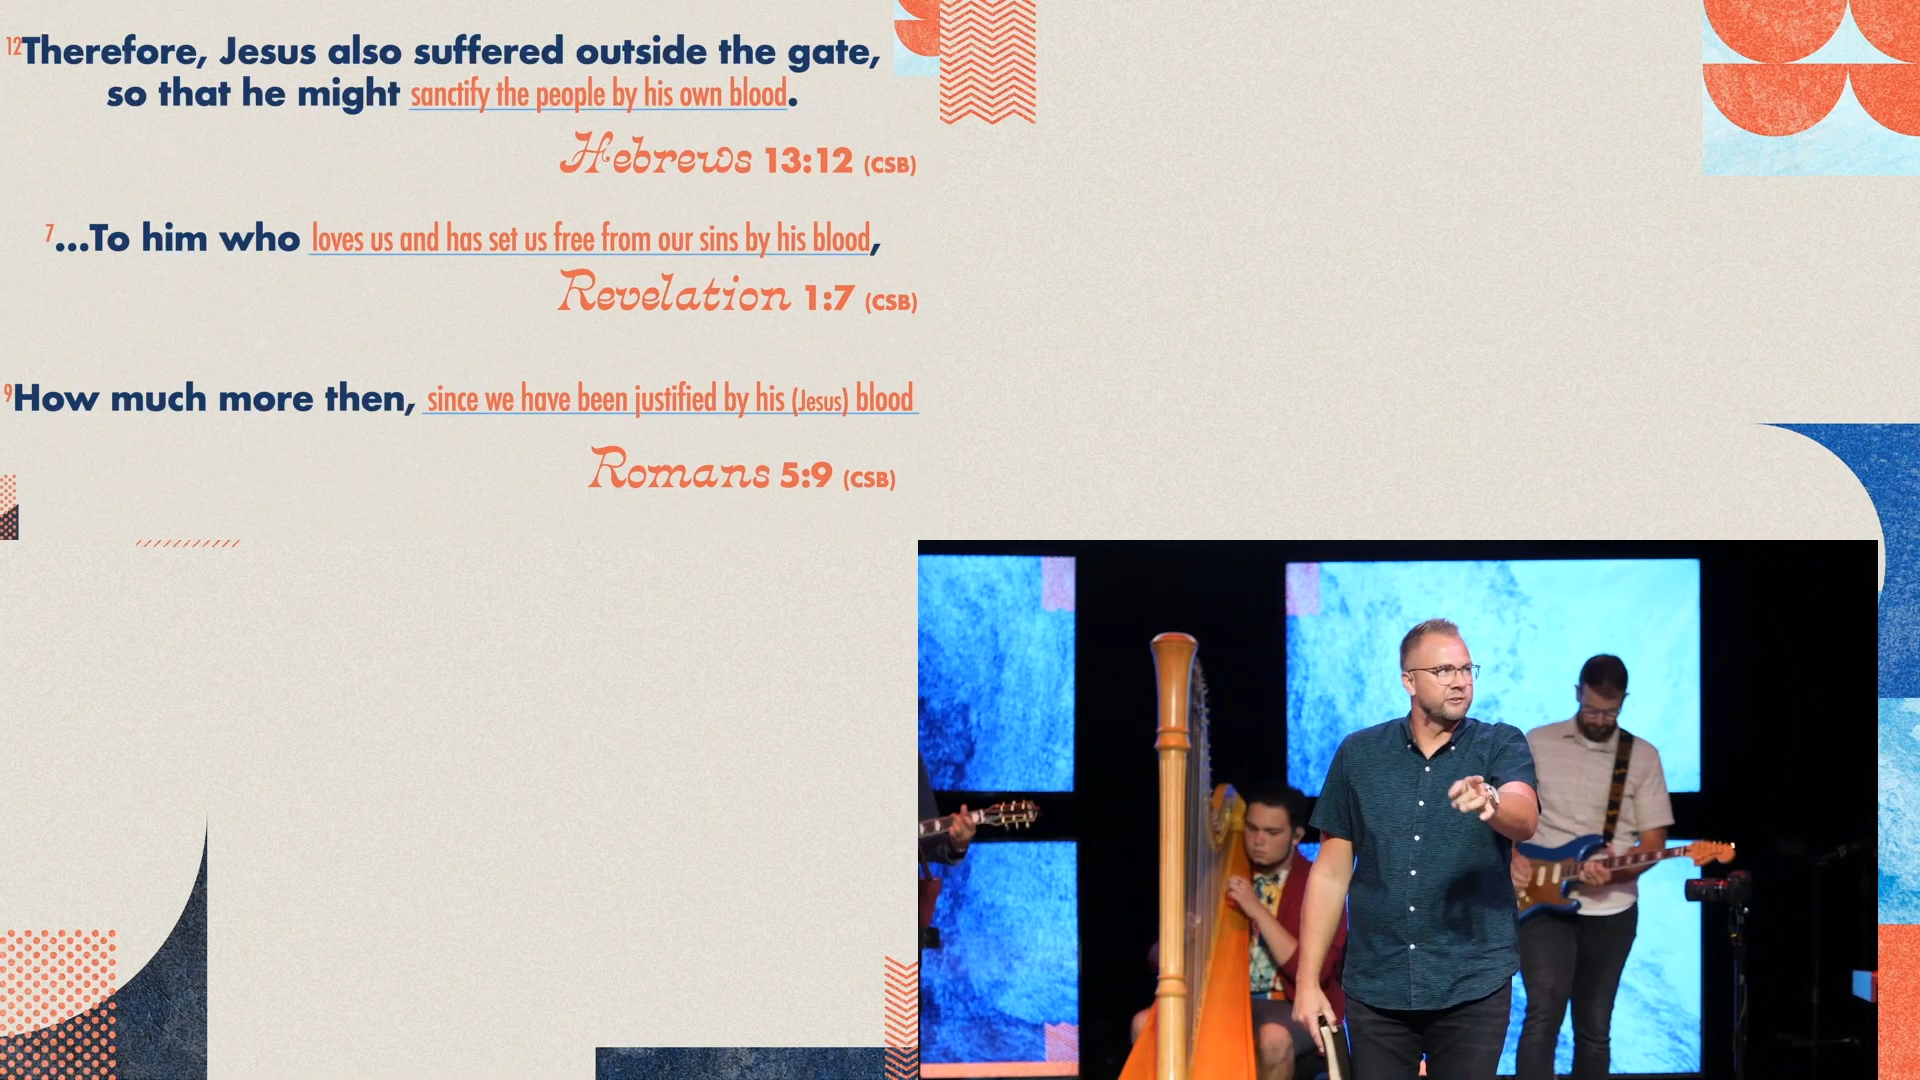 12Therefore, Jesus also suffered outside the gate,
so that he might sanctify the people by his own blood.
Hebrews 13:12 (CSB)
7...To him who loves us and has set us free from our sins by his blood,
Revelation 1:7 (CSB)
9How much more then, since we have been justified by his (Jesus) blood
Romans 5:9 (CSB)